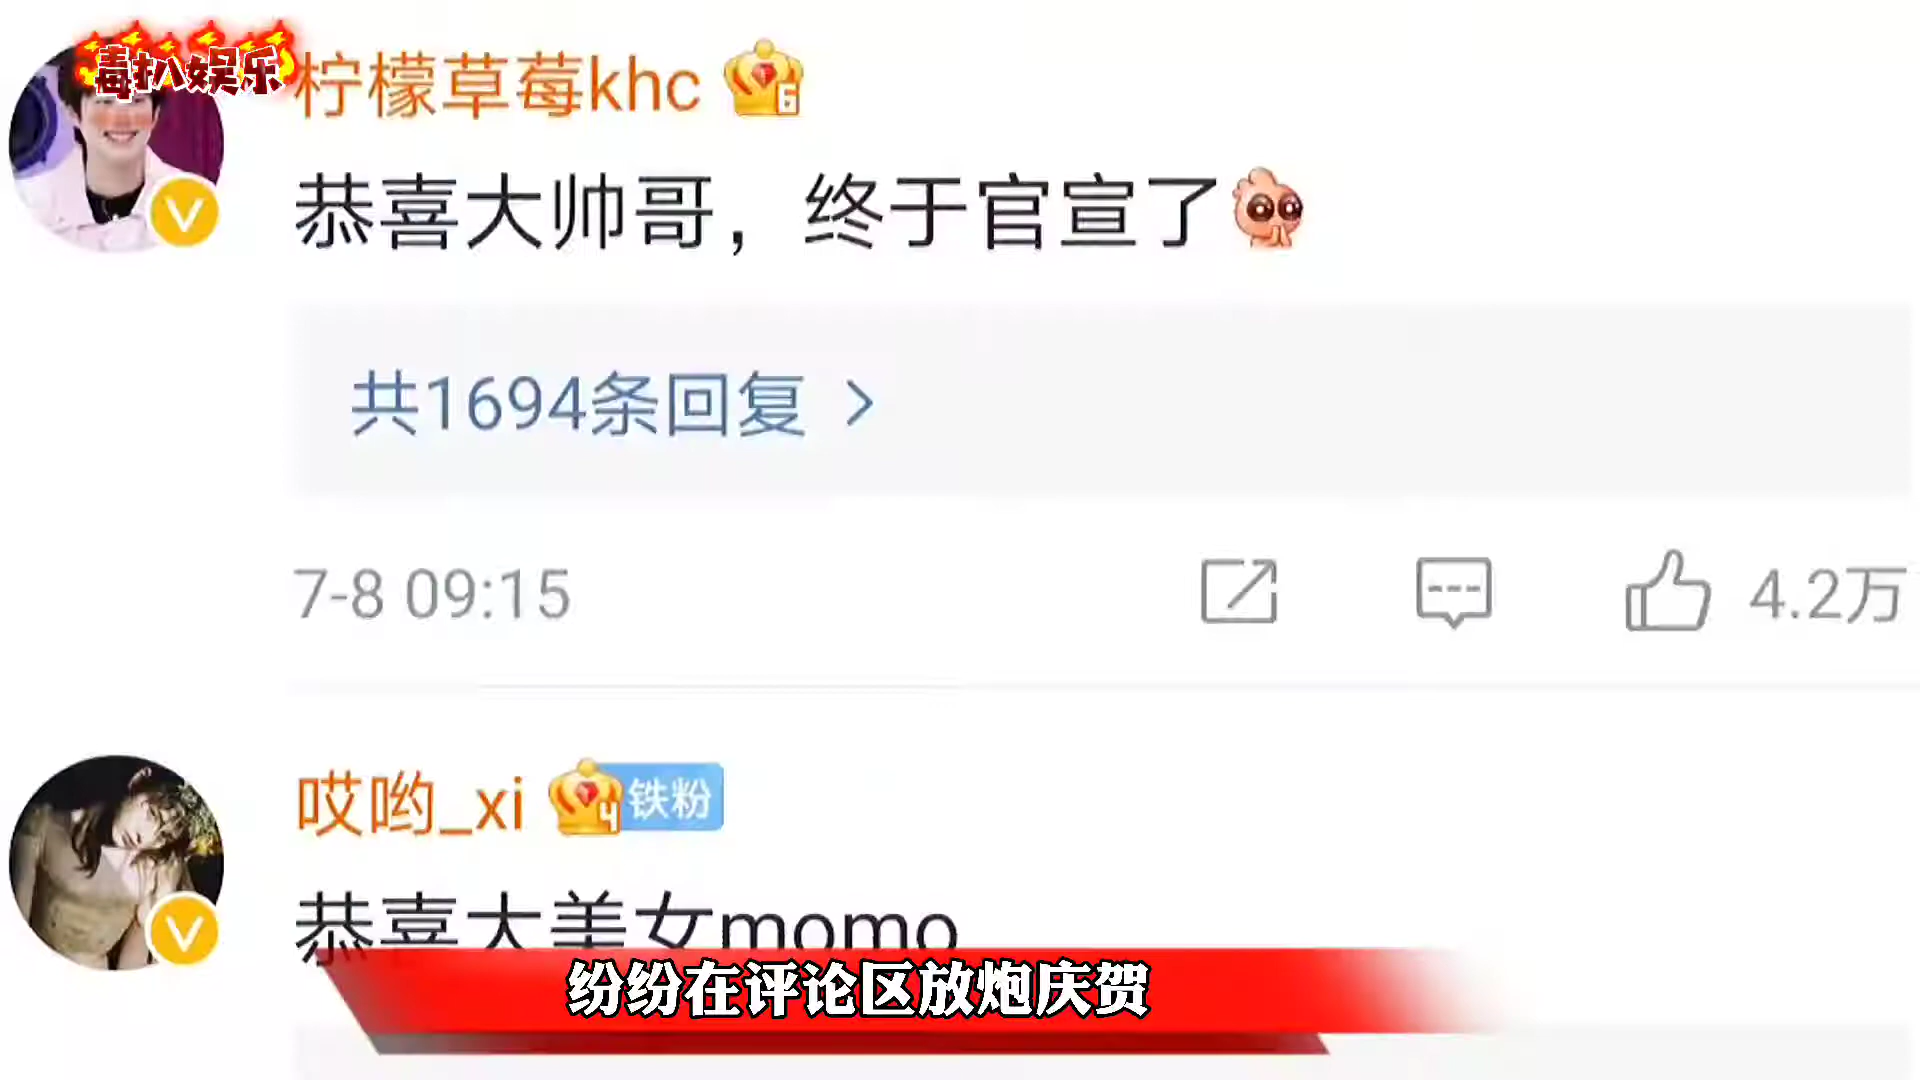 毒扒娱乐
柠檬草莓khc 6
恭喜大帅哥，终于官宣了
共1694条回复 >
7-8 09:15
4.2万
哎哟_xi 4 铁粉
恭喜大美女momo
纷纷在评论区放炮庆贺